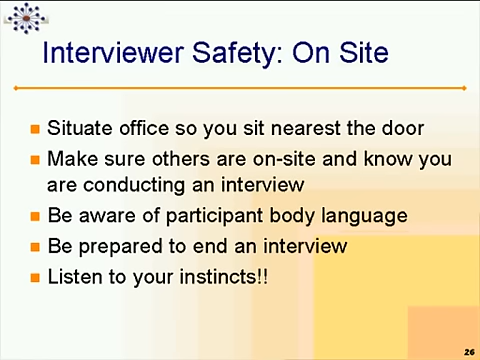 Interviewer Safety: On Site
Situate office so you sit nearest the door
Make sure others are on-site and know you
are conducting an interview
Be aware of participant body language
Be prepared to end an interview
Listen to your instincts!!
26